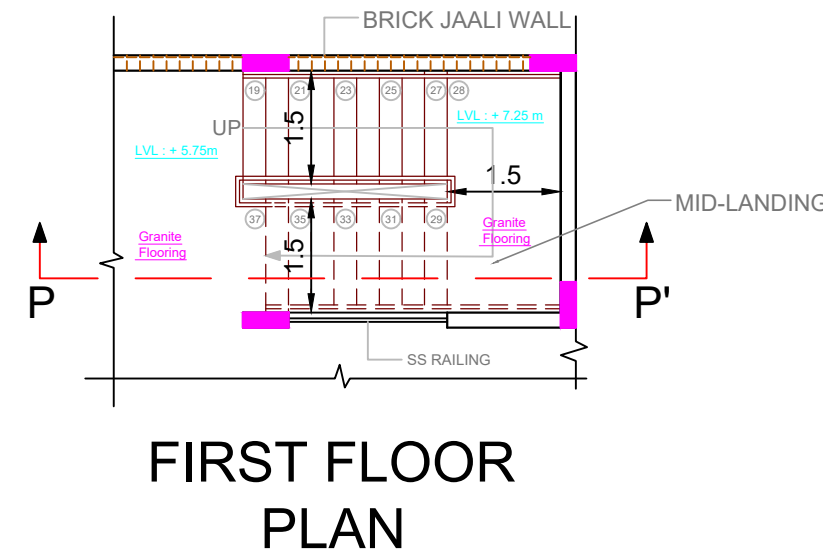 BRICK JAALI WALL
19
21
23
25
27
28
UP
1.5
LVL : + 7.25 m
LVL : + 5.75m
1.5
MID-LANDING
37
35
33
31
29
Granite
Flooring
1.5
Granite
Flooring
P
P'
SS RAILING
FIRST FLOOR
PLAN